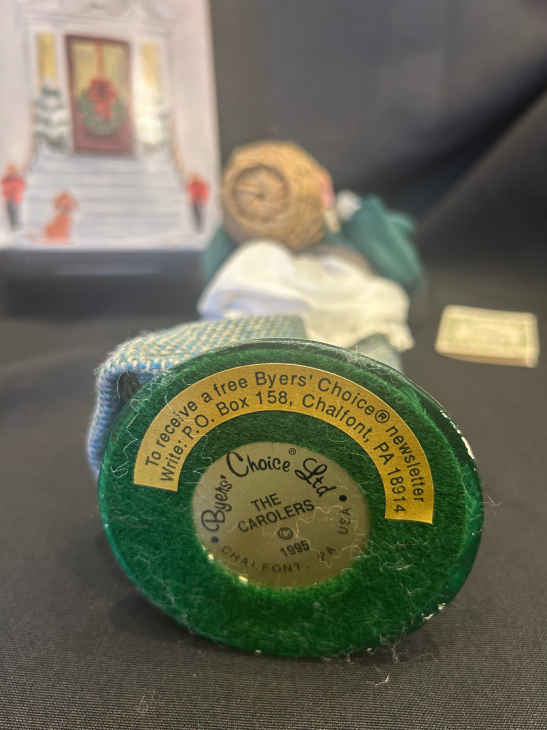 To receive a free Byers' Choice® newsletter
Write: P.O. Box 158, Chalfont, PA 18914
Byers' Choice® Ltd.
THE
CAROLERS
©
1995
• CHALFONT, PA USA •